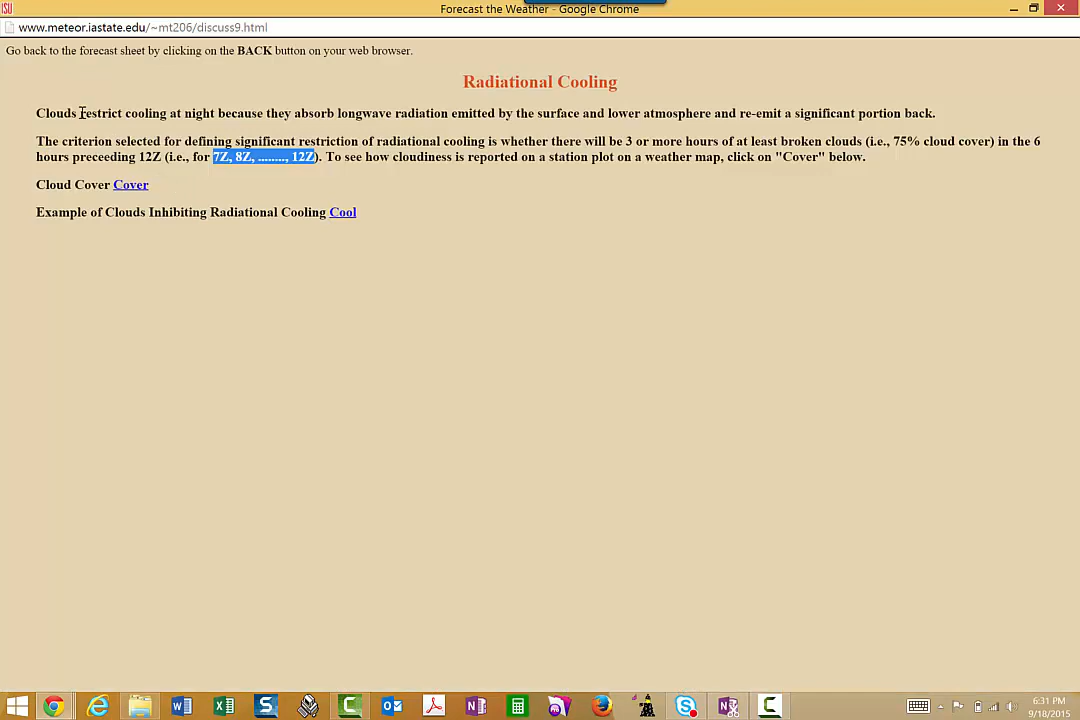 ISU
Forecast the Weather - Google Chrome
www.meteor.iastate.edu/~mt206/discuss9.html
Go back to the forecast sheet by clicking on the BACK button on your web browser.
Radiational Cooling
Clouds restrict cooling at night because they absorb longwave radiation emitted by the surface and lower atmosphere and re-emit a significant portion back.
The criterion selected for defining significant restriction of radiational cooling is whether there will be 3 or more hours of at least broken clouds (i.e., 75% cloud cover) in the 6
hours preceeding 12Z (i.e., for 7Z, 8Z, ........, 12Z). To see how cloudiness is reported on a station plot on a weather map, click on "Cover" below.
Cloud Cover Cover
Example of Clouds Inhibiting Radiational Cooling Cool
6:31 PM
9/18/2015